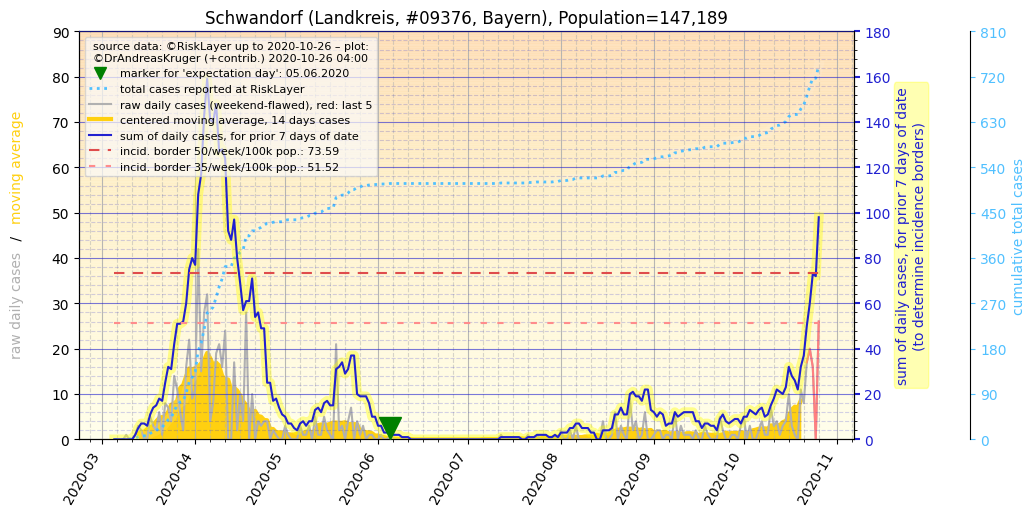 Schwandorf (Landkreis, #09376, Bayern), Population=147,189
source data: ©RiskLayer up to 2020-10-26 – plot:
©DrAndreasKruger (+contrib.) 2020-10-26 04:00
marker for 'expectation day': 05.06.2020
total cases reported at RiskLayer
raw daily cases (weekend-flawed), red: last 5
centered moving average, 14 days cases
sum of daily cases, for prior 7 days of date
incid. border 50/week/100k pop.: 73.59
incid. border 35/week/100k pop.: 51.52
raw daily cases / moving average
90
80
70
60
50
40
30
20
10
0
180
160
140
120
100
80
60
40
20
0
sum of daily cases, for prior 7 days of date
(to determine incidence borders)
810
720
630
540
450
360
270
180
90
0
cumulative total cases
2020-03
2020-04
2020-05
2020-06
2020-07
2020-08
2020-09
2020-10
2020-11